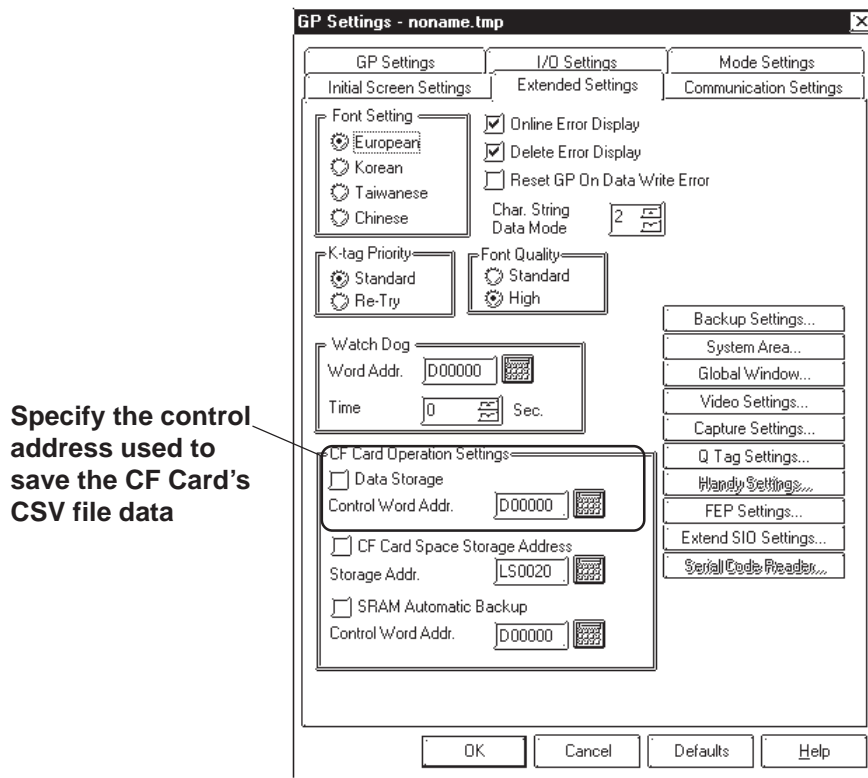 GP Settings - noname.tmp
GP Settings
I/O Settings
Mode Settings
Initial Screen Settings
Extended Settings
Communication Settings
Font Setting
European
Korean
Taiwanese
Chinese
Online Error Display
Delete Error Display
Reset GP On Data Write Error
Char. String
Data Mode
2
K-tag Priority
Standard
Re-Try
Font Quality
Standard
High
Watch Dog
Word Addr.
D00000
Time
0
Sec.
Specify the control
address used to
save the CF Card's
CSV file data
CF Card Operation Settings
Data Storage
Control Word Addr.
D00000
CF Card Space Storage Address
Storage Addr.
LS0020
SRAM Automatic Backup
Control Word Addr.
D00000
Backup Settings...
System Area...
Global Window...
Video Settings...
Capture Settings...
Q Tag Settings...
Handy Settings...
FEP Settings...
Extend SIO Settings...
Serial Code Reader...
OK
Cancel
Defaults
Help